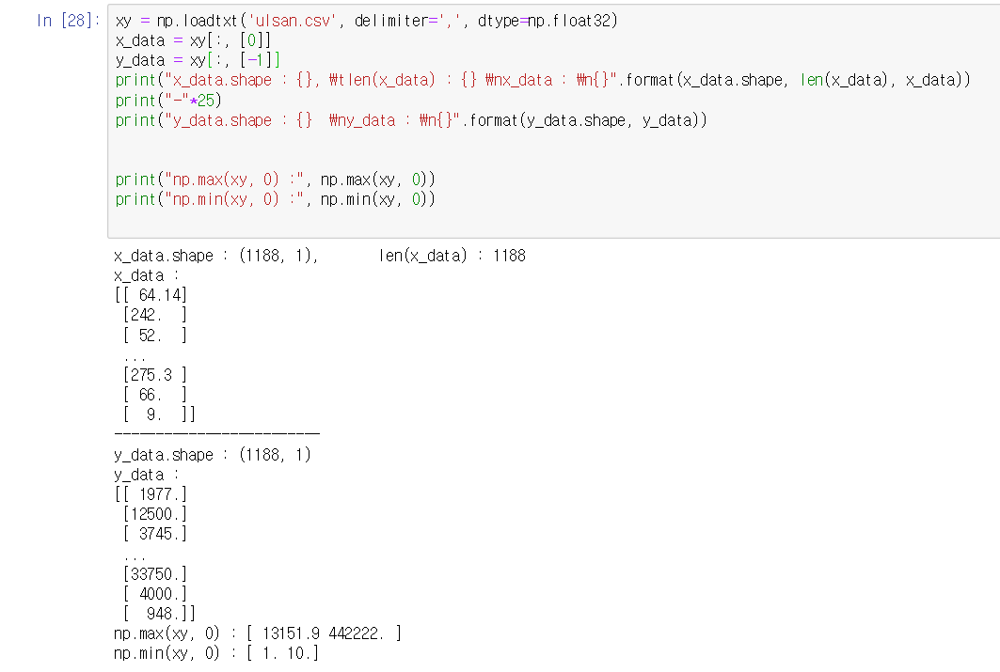 In [28]: xy = np.loadtxt('ulsan.csv', delimiter=',', dtype=np.float32)
x_data = xy[:, [0]]
y_data = xy[:, [-1]]
print("x_data.shape : {}, ₩tlen(x_data) : {} ₩nx_data : ₩n{}".format(x_data.shape, len(x_data), x_data))
print("-"*25)
print("y_data.shape : {}  ₩ny_data : ₩n{}".format(y_data.shape, y_data))
print("np.max(xy, 0) :", np.max(xy, 0))
print("np.min(xy, 0) :", np.min(xy, 0))
x_data.shape : (1188, 1),       len(x_data) : 1188
x_data :
[[ 64.14]
 [242.  ]
 [ 52.  ]
 ...
 [275.3 ]
 [ 66.  ]
 [  9.  ]]
-------------------------
y_data.shape : (1188, 1)
y_data :
[[ 1977.]
 [12500.]
 [ 3745.]
 ...
 [33750.]
 [ 4000.]
 [  948.]]
np.max(xy, 0) : [ 13151.9 442222. ]
np.min(xy, 0) : [ 1. 10.]